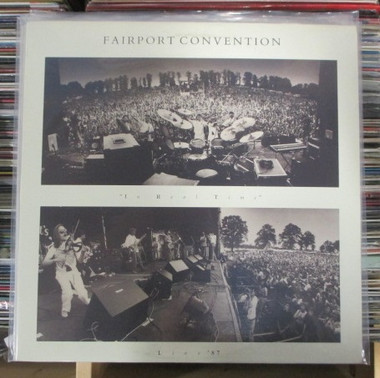 FAIRPORT CONVENTION
'In Real Time'
Live '87